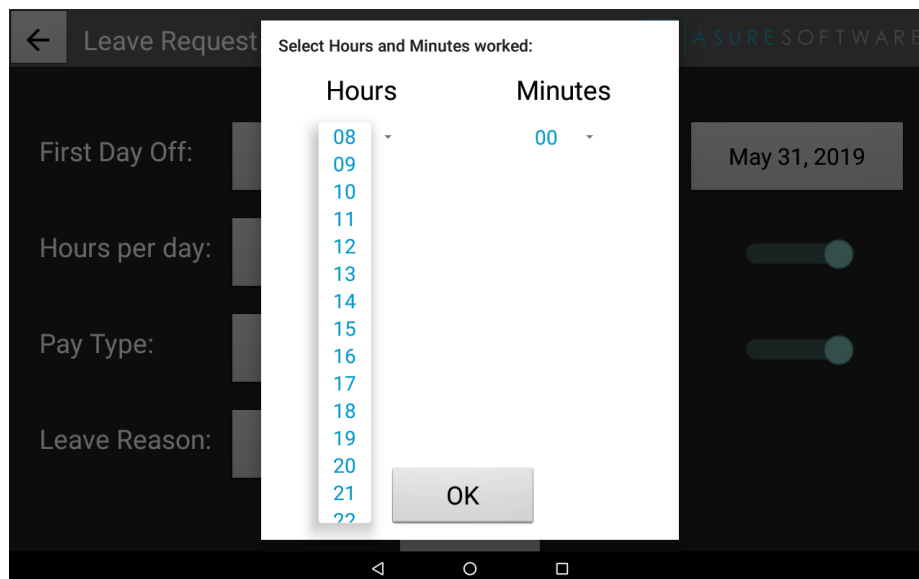 Leave Request
ASURESOFTWARE
Select Hours and Minutes worked:
Hours
Minutes
08
00
09
10
11
12
13
14
15
16
17
18
19
20
21
22
First Day Off:
May 31, 2019
Hours per day:
Pay Type:
Leave Reason:
OK